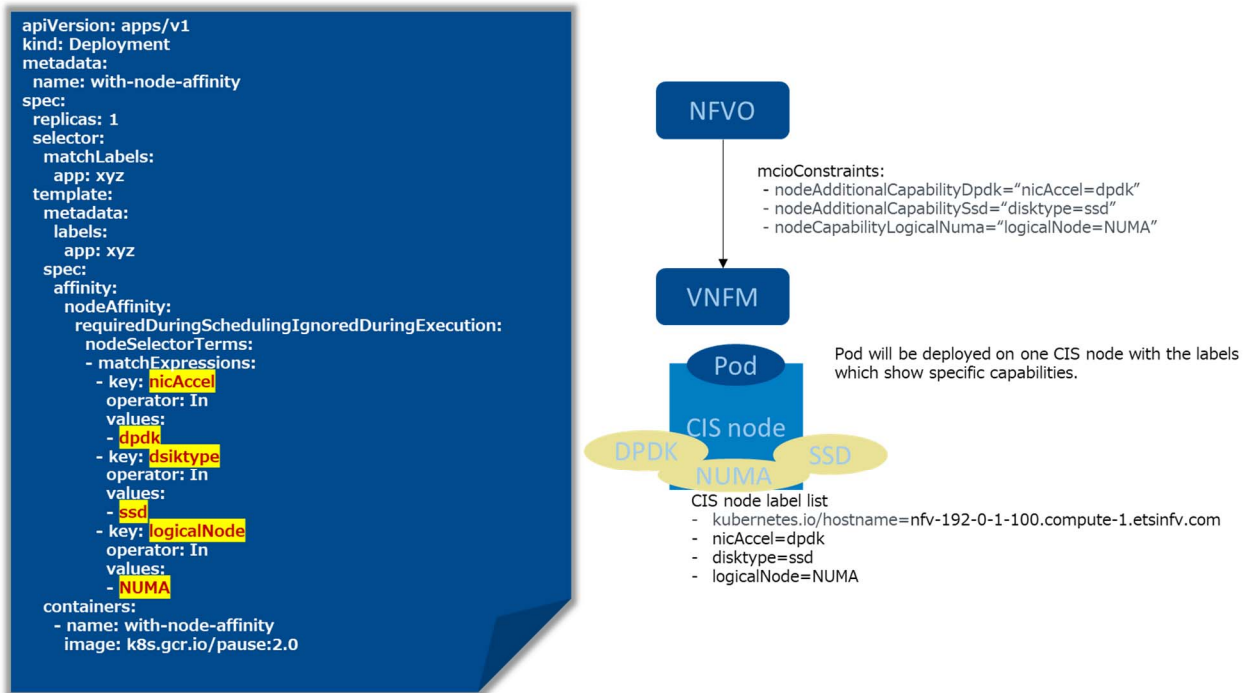 apiVersion: apps/v1
kind: Deployment
metadata:
  name: with-node-affinity
spec:
  replicas: 1
  selector:
    matchLabels:
      app: xyz
  template:
    metadata:
      labels:
        app: xyz
    spec:
      affinity:
        nodeAffinity:
          requiredDuringSchedulingIgnoredDuringExecution:
            nodeSelectorTerms:
            - matchExpressions:
              - key: nicAccel
                operator: In
                values:
                - dpdk
              - key: dsiktype
                operator: In
                values:
                - ssd
              - key: logicalNode
                operator: In
                values:
                - NUMA
    containers:
      - name: with-node-affinity
        image: k8s.gcr.io/pause:2.0
NFVO
mcioConstraints:
- nodeAdditionalCapabilityDpdk=“nicAccel=dpdk”
- nodeAdditionalCapabilitySsd=“disktype=ssd”
- nodeCapabilityLogicalNuma=“logicalNode=NUMA”
VNFM
Pod
Pod will be deployed on one CIS node with the labels
which show specific capabilities.
CIS node
DPDK
SSD
NUMA
CIS node label list
- kubernetes.io/hostname=nfv-192-0-1-100.compute-1.etsinfv.com
- nicAccel=dpdk
- disktype=ssd
- logicalNode=NUMA